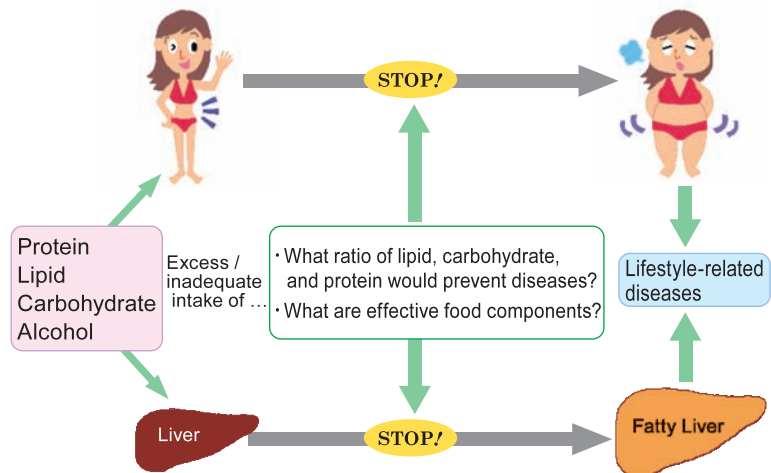 STOP!
Protein
Lipid
Carbohydrate
Alcohol
Excess /
inadequate
intake of ...
・What ratio of lipid, carbohydrate,
and protein would prevent diseases?
・What are effective food components?
Lifestyle-related
diseases
Liver
STOP!
Fatty Liver